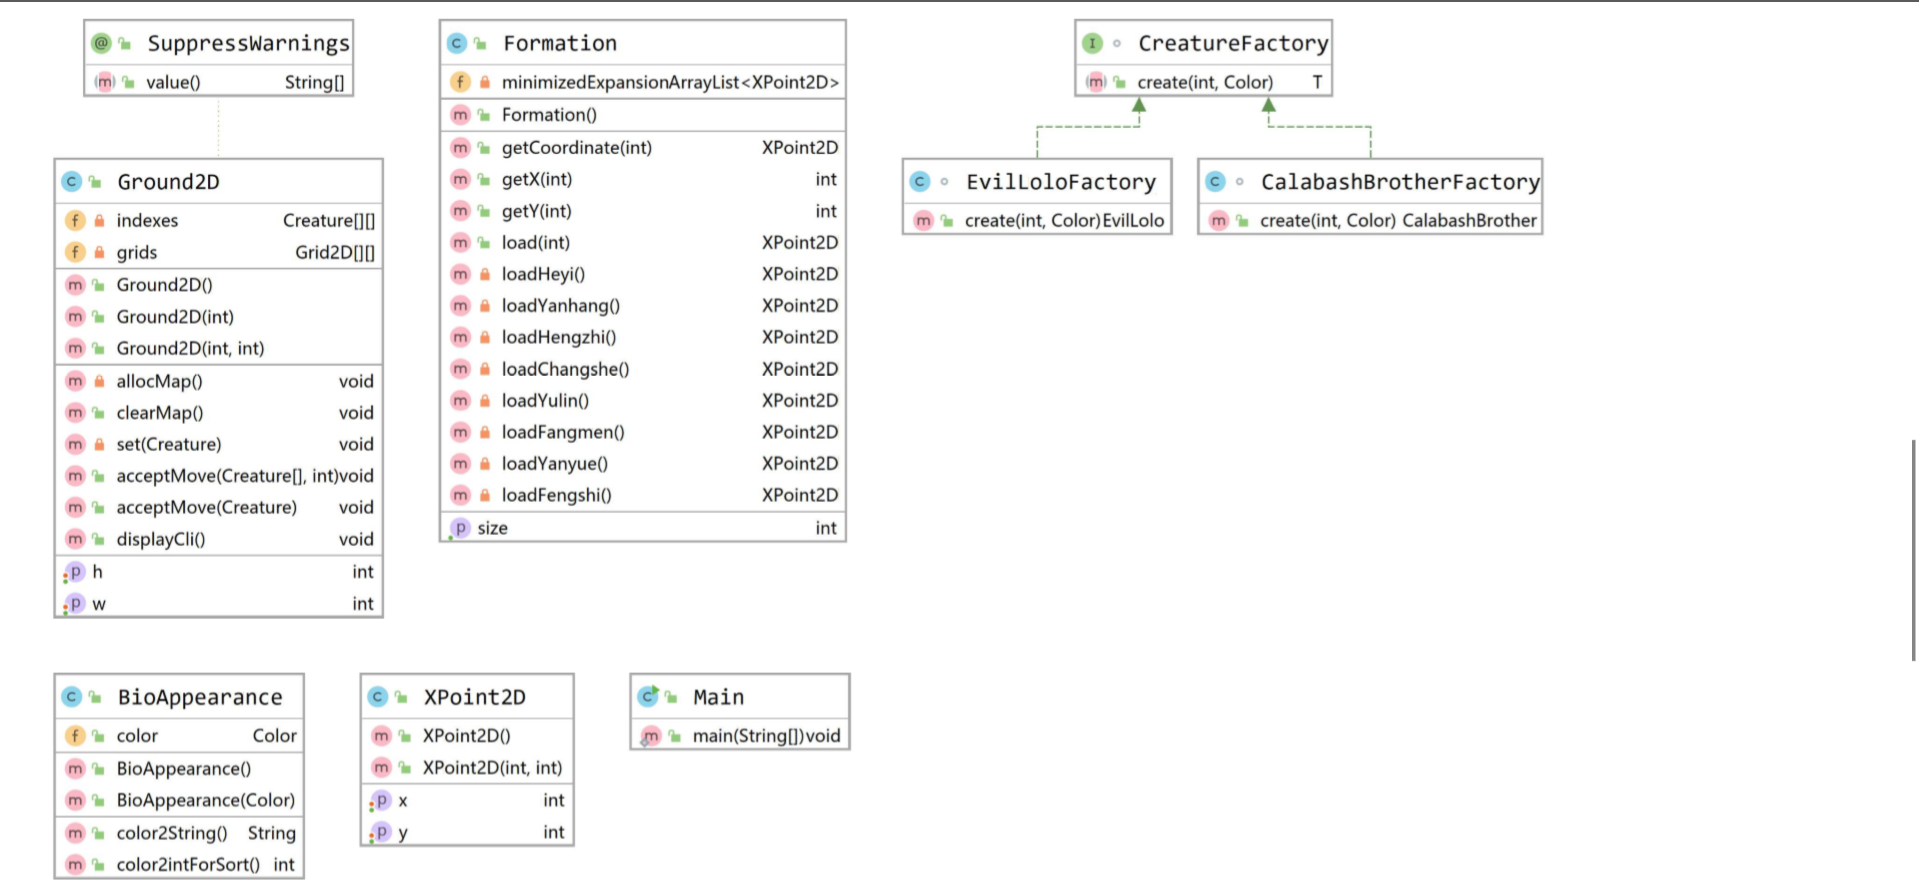 @ SuppressWarnings
m value() String[]
C Ground2D
f indexes Creature[][]
f grids Grid2D[][]
m Ground2D()
m Ground2D(int)
m Ground2D(int, int)
m allocMap() void
m clearMap() void
m set(Creature) void
m acceptMove(Creature[], int)void
m acceptMove(Creature) void
m displayCli() void
p h int
p w int
C Formation
f minimizedExpansionArrayList<XPoint2D>
m Formation()
m getCoordinate(int) XPoint2D
m getX(int) int
m getY(int) int
m load(int) XPoint2D
m loadHeyi() XPoint2D
m loadYanhang() XPoint2D
m loadHengzhi() XPoint2D
m loadChangshe() XPoint2D
m loadYulin() XPoint2D
m loadFangmen() XPoint2D
m loadYanyue() XPoint2D
m loadFengshi() XPoint2D
p size int
I CreatureFactory
m create(int, Color) T
C EvilLoloFactory
m create(int, Color)EvilLolo
C CalabashBrotherFactory
m create(int, Color) CalabashBrother
C BioAppearance
f color Color
m BioAppearance()
m BioAppearance(Color)
m color2String() String
m color2intForSort() int
C XPoint2D
m XPoint2D()
m XPoint2D(int, int)
p x int
p y int
C Main
m main(String[])void